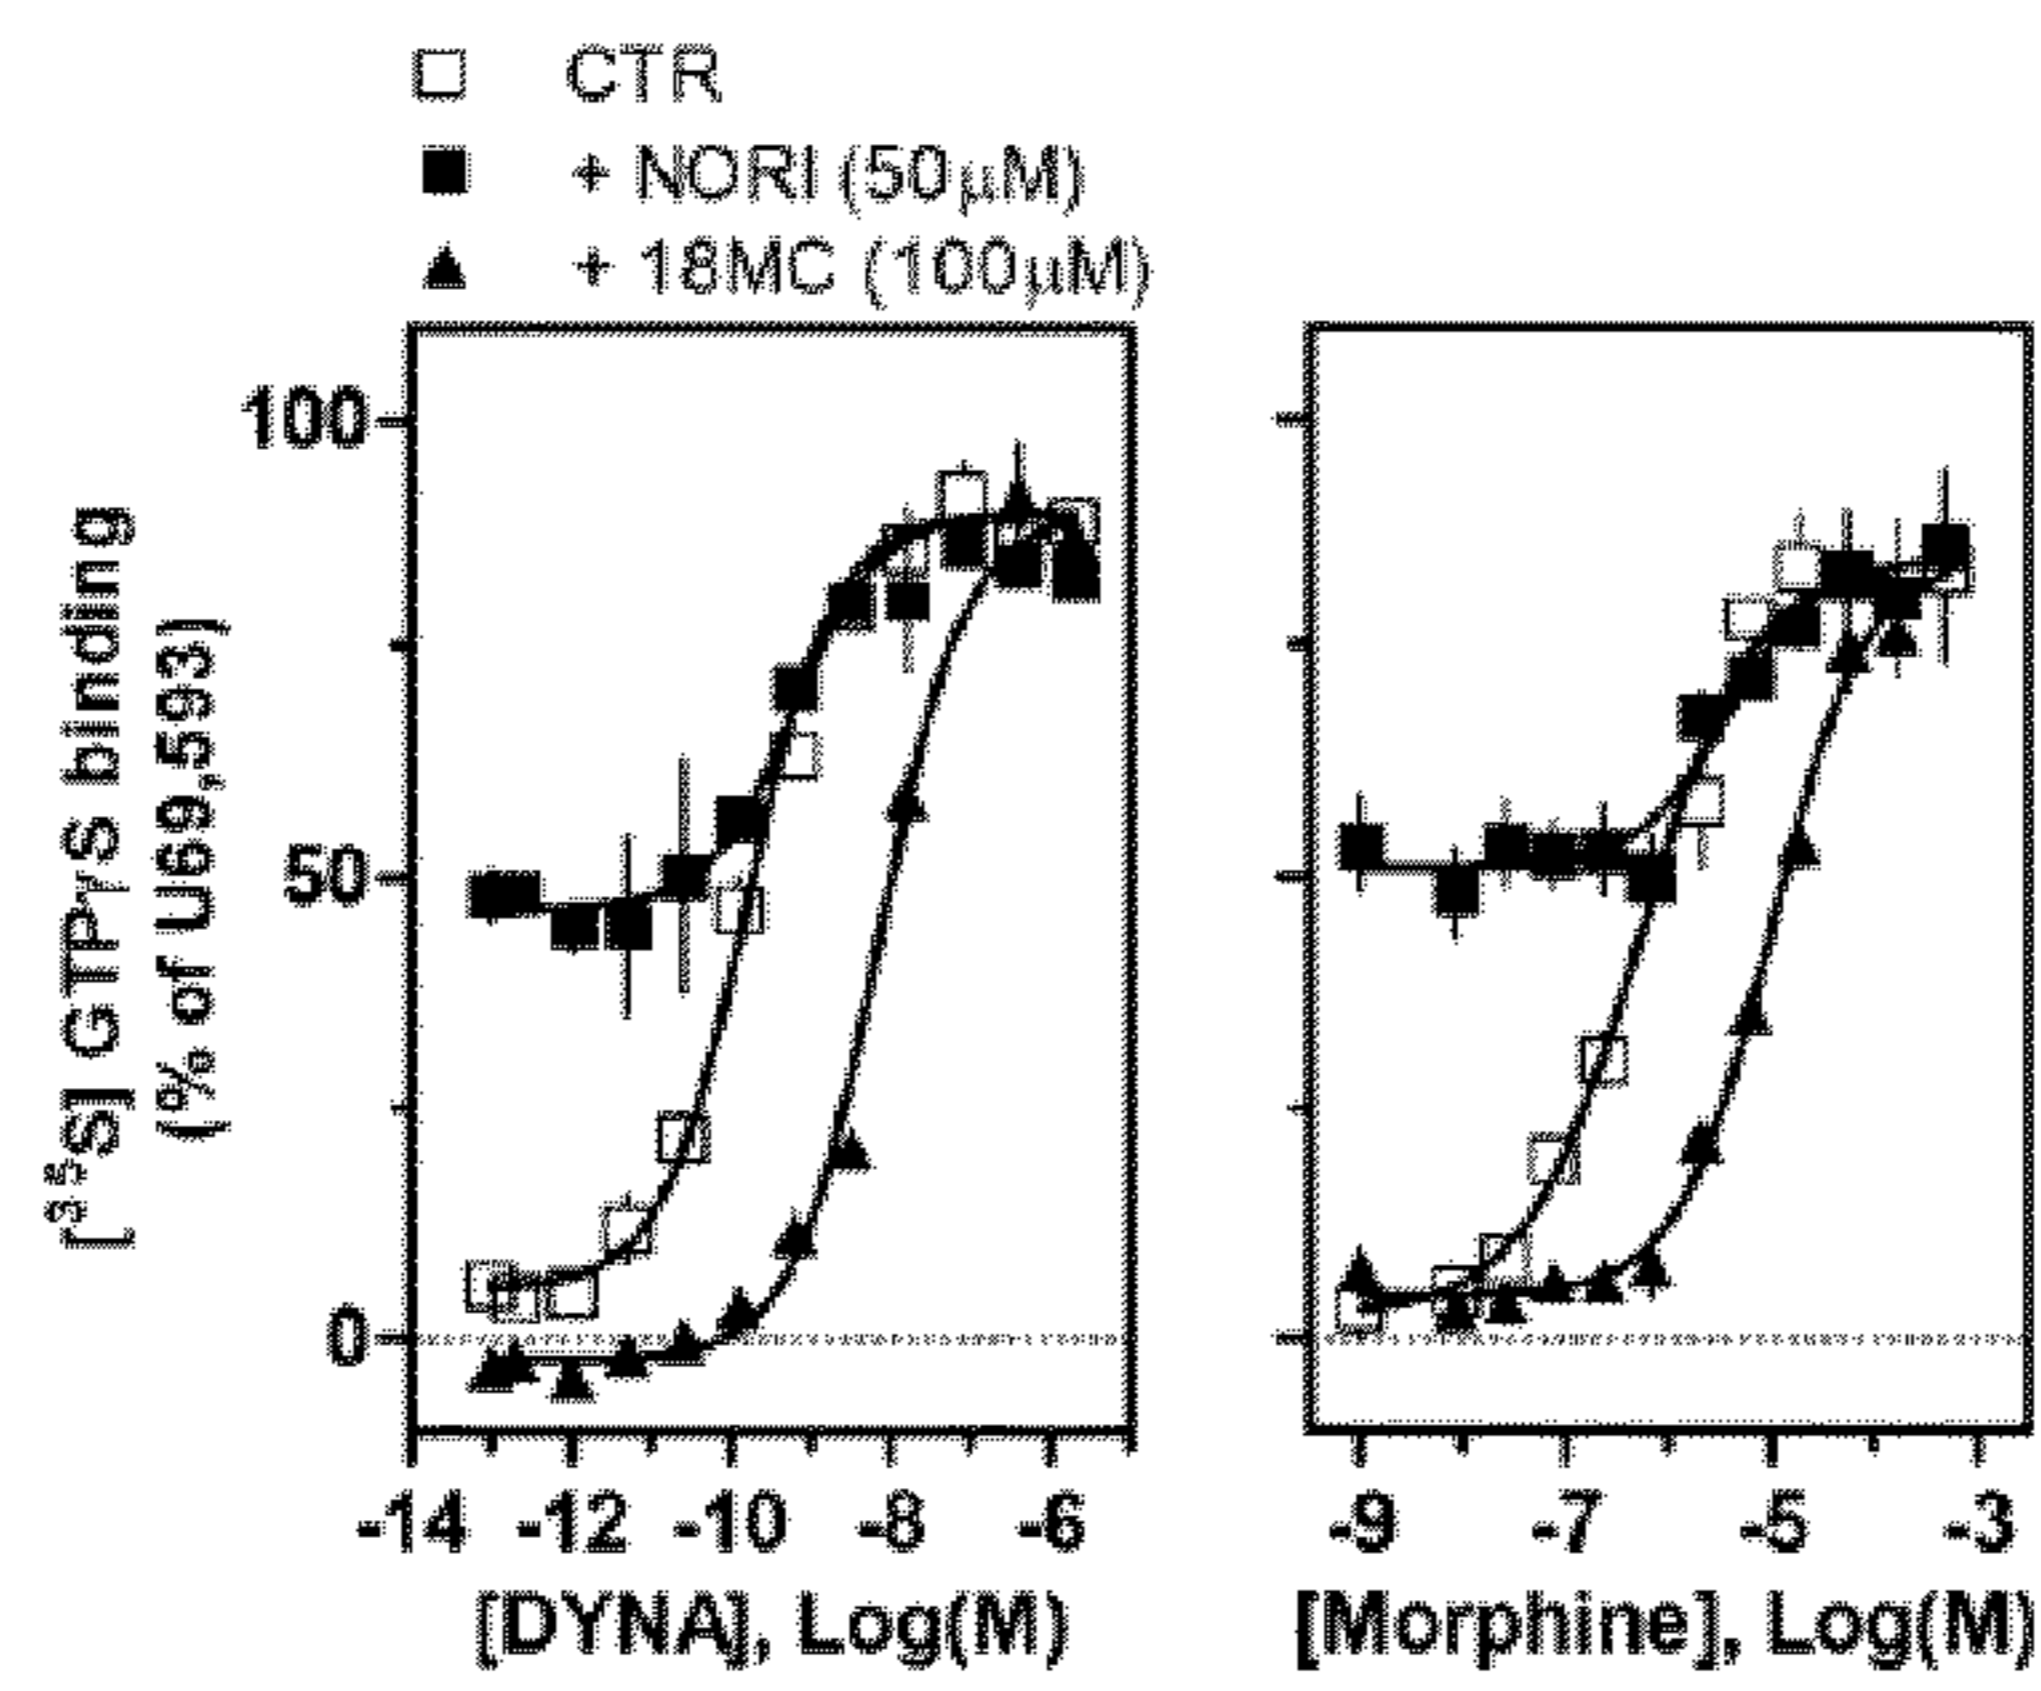 CTR
+ NORI (50µM)
+ 18MC (100µM)
[³⁵S] GTPγS binding
(% of U69,593)
100
50
0
-14 -12 -10 -8 -6
-9 -7 -5 -3
[DYNA], Log(M)
[Morphine], Log(M)